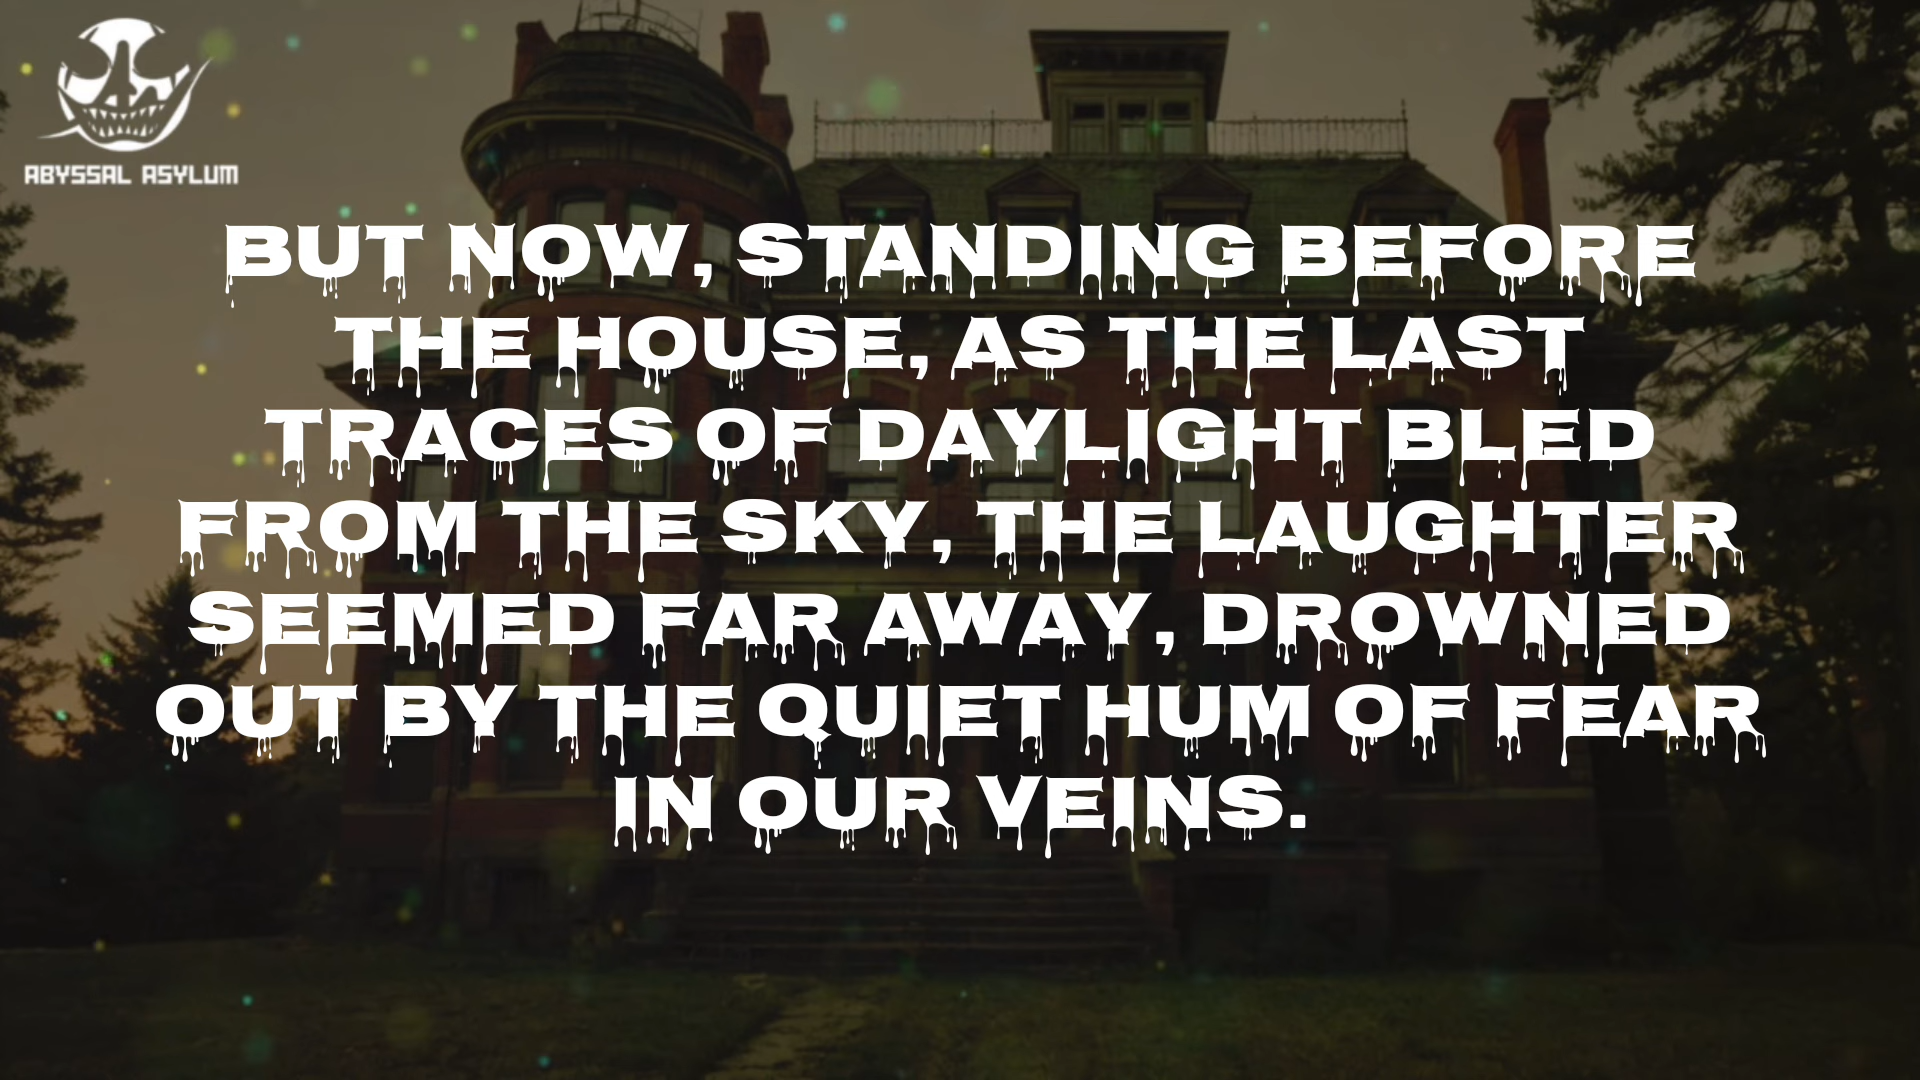 ABYSSAL ASYLUM
BUT NOW, STANDING BEFORE
THE HOUSE, AS THE LAST
TRACES OF DAYLIGHT BLED
FROM THE SKY, THE LAUGHTER
SEEMED FAR AWAY, DROWNED
OUT BY THE QUIET HUM OF FEAR
IN OUR VEINS.